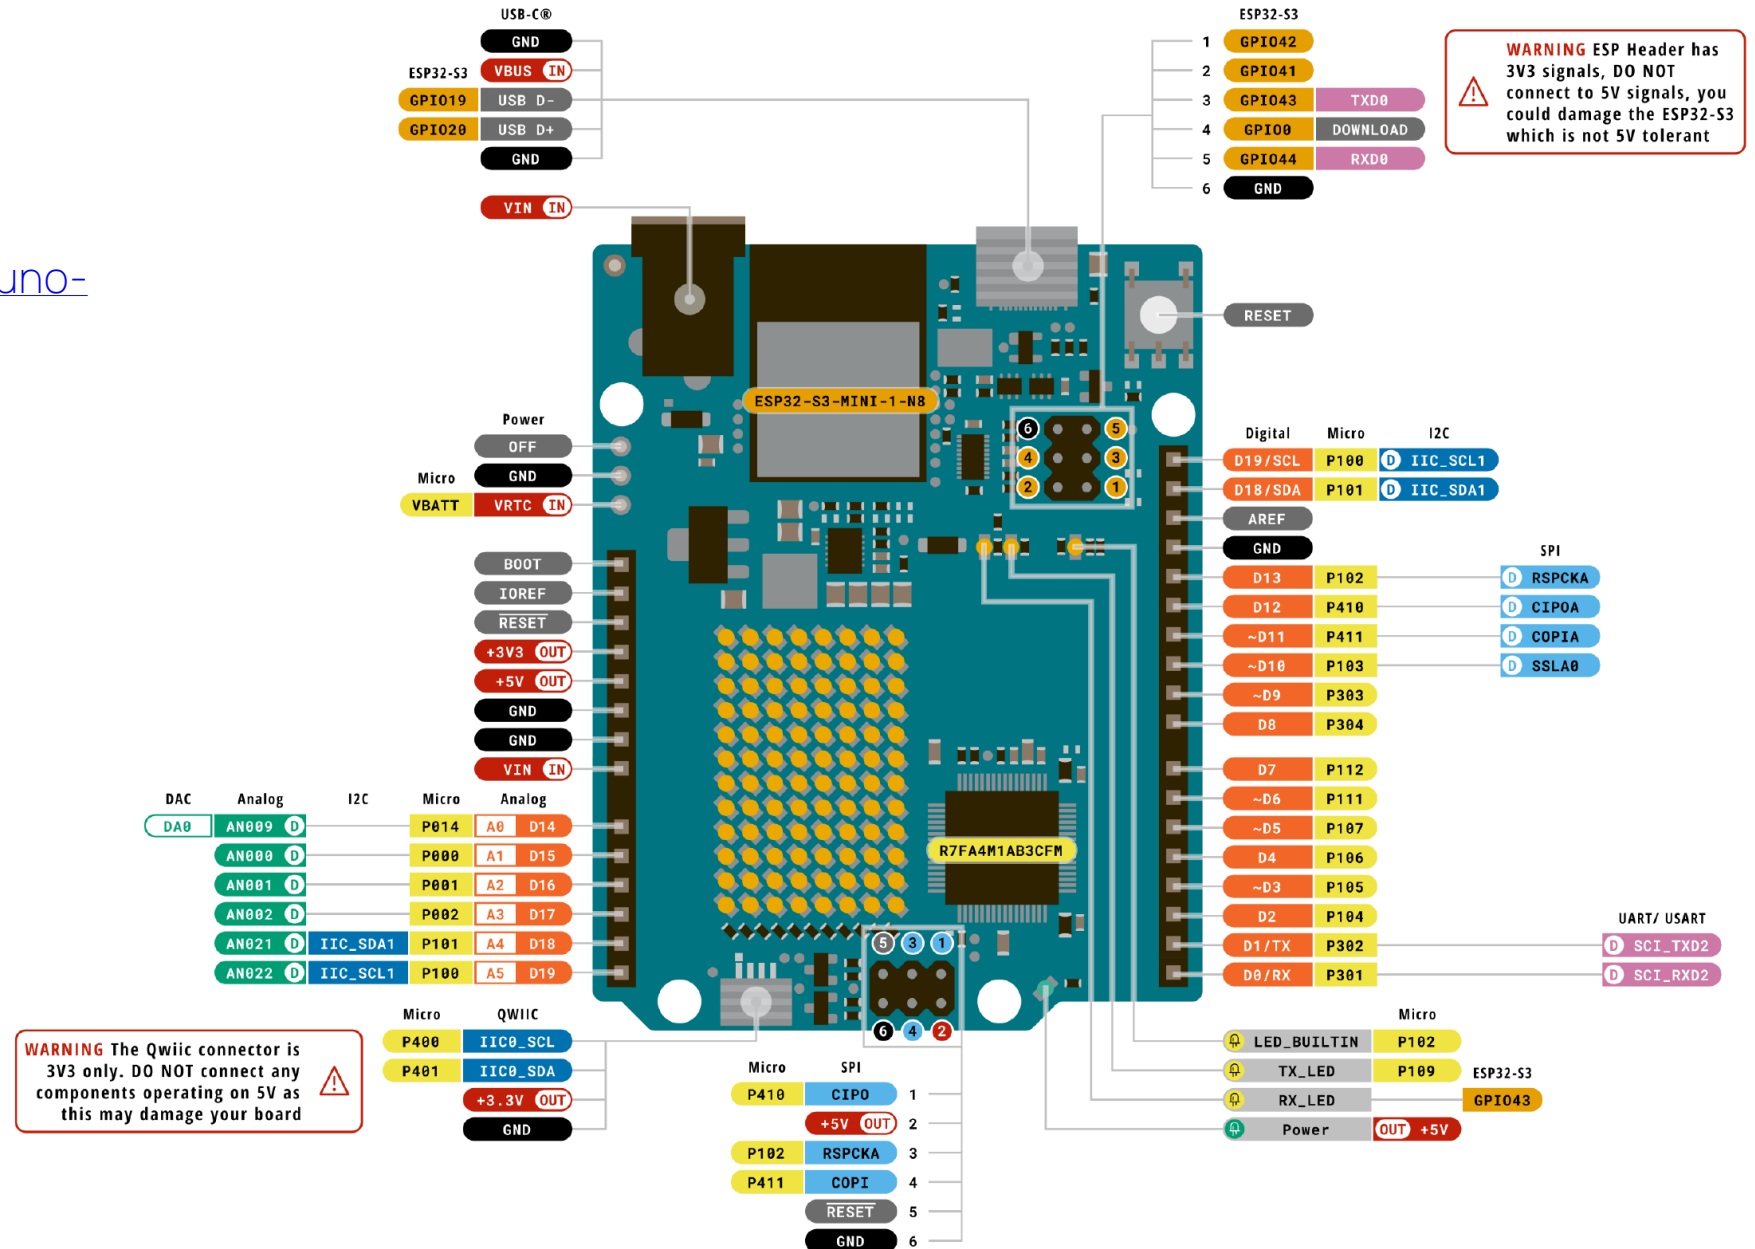 uno-
USB-C®
GND
VBUS IN
ESP32-S3
GPIO19 USB D-
GPIO20 USB D+
GND
VIN IN
ESP32-S3
1 GPIO42
2 GPIO41
3 GPIO43 TXD0
4 GPIO0 DOWNLOAD
5 GPIO44 RXD0
6 GND
WARNING ESP Header has
3V3 signals, DO NOT
connect to 5V signals, you
could damage the ESP32-S3
which is not 5V tolerant
RESET
ESP32-S3-MINI-1-N8
6 5
4 3
2 1
Power
OFF
GND
Micro
VBATT VRTC IN
BOOT
IOREF
RESET
+3V3 OUT
+5V OUT
GND
GND
VIN IN
DAC Analog I2C Micro Analog
DA0 AN009 D P014 A0 D14
AN000 D P000 A1 D15
AN001 D P001 A2 D16
AN002 D P002 A3 D17
AN021 D IIC_SDA1 P101 A4 D18
AN022 D IIC_SCL1 P100 A5 D19
Digital Micro I2C
D19/SCL P100 D IIC_SCL1
D18/SDA P101 D IIC_SDA1
AREF
GND
SPI
D13 P102 D RSPCKA
D12 P410 D CIPOA
~D11 P411 D COPIA
~D10 P103 D SSLA0
~D9 P303
D8 P304
D7 P112
~D6 P111
~D5 P107
D4 P106
~D3 P105
D2 P104
UART/ USART
D1/TX P302 D SCI_TXD2
D0/RX P301 D SCI_RXD2
R7FA4M1AB3CFM
5 3 1
6 4 2
WARNING The Qwiic connector is
3V3 only. DO NOT connect any
components operating on 5V as
this may damage your board
Micro QWIIC
P400 IIC0_SCL
P401 IIC0_SDA
+3.3V OUT
GND
Micro SPI
P410 CIPO 1
+5V OUT 2
P102 RSPCKA 3
P411 COPI 4
RESET 5
GND 6
Micro
LED_BUILTIN P102
TX_LED P109
ESP32-S3
RX_LED GPIO43
Power OUT +5V